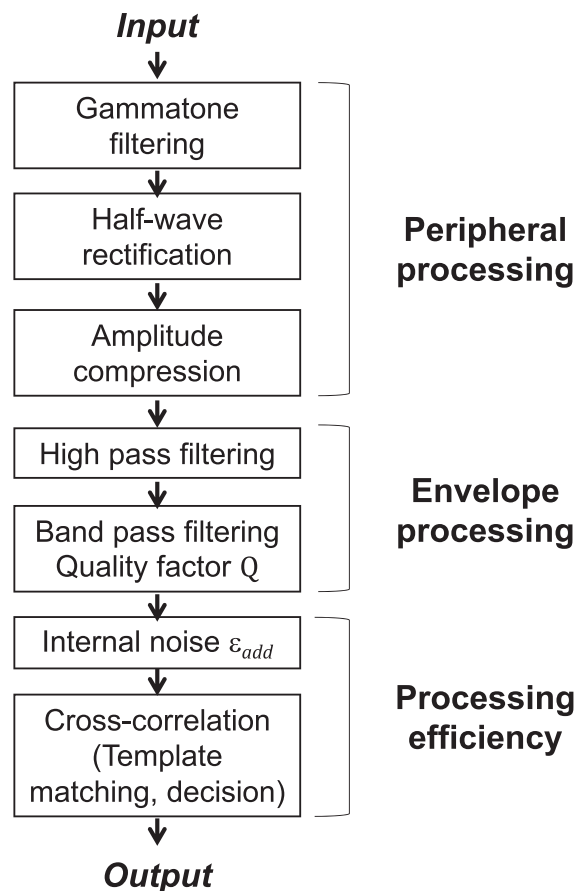 Input
Gammatone
filtering
Half-wave
rectification
Amplitude
compression
Peripheral
processing
High pass filtering
Band pass filtering
Quality factor Q
Envelope
processing
Internal noise ε_add
Cross-correlation
(Template
matching, decision)
Processing
efficiency
Output